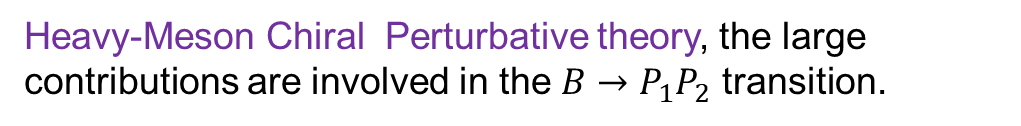 Heavy-Meson Chiral Perturbative theory, the large
contributions are involved in the B → P₁P₂ transition.